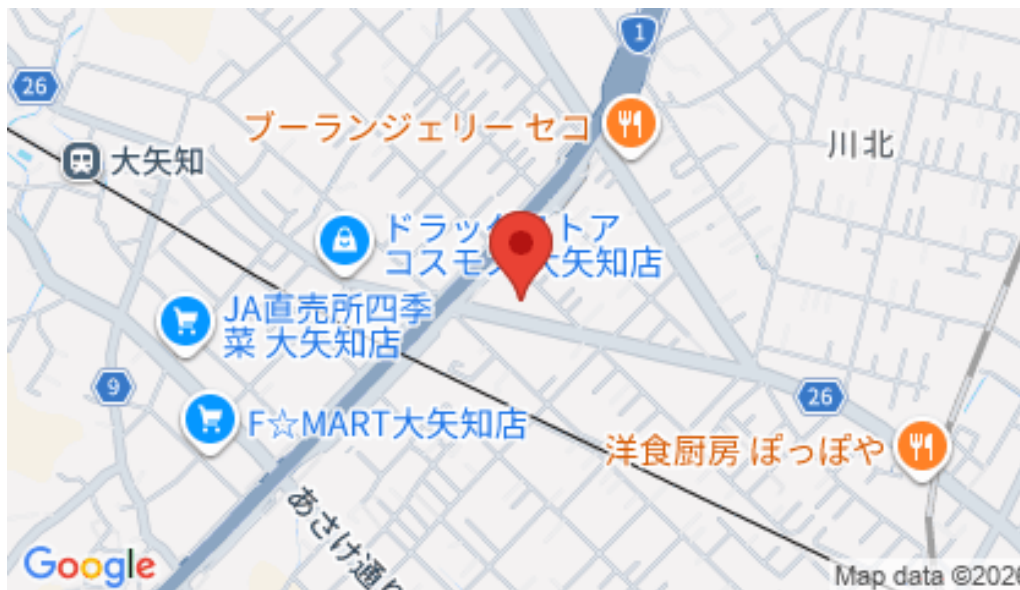 1
26
ブーランジェリー セコ
川北
大矢知
ドラッグストア
コスモス大矢知店
JA直売所四季
菜 大矢知店
9
26
F☆MART大矢知店
洋食厨房 ぽっぽや
あさけ通り
Google
Map data ©2026